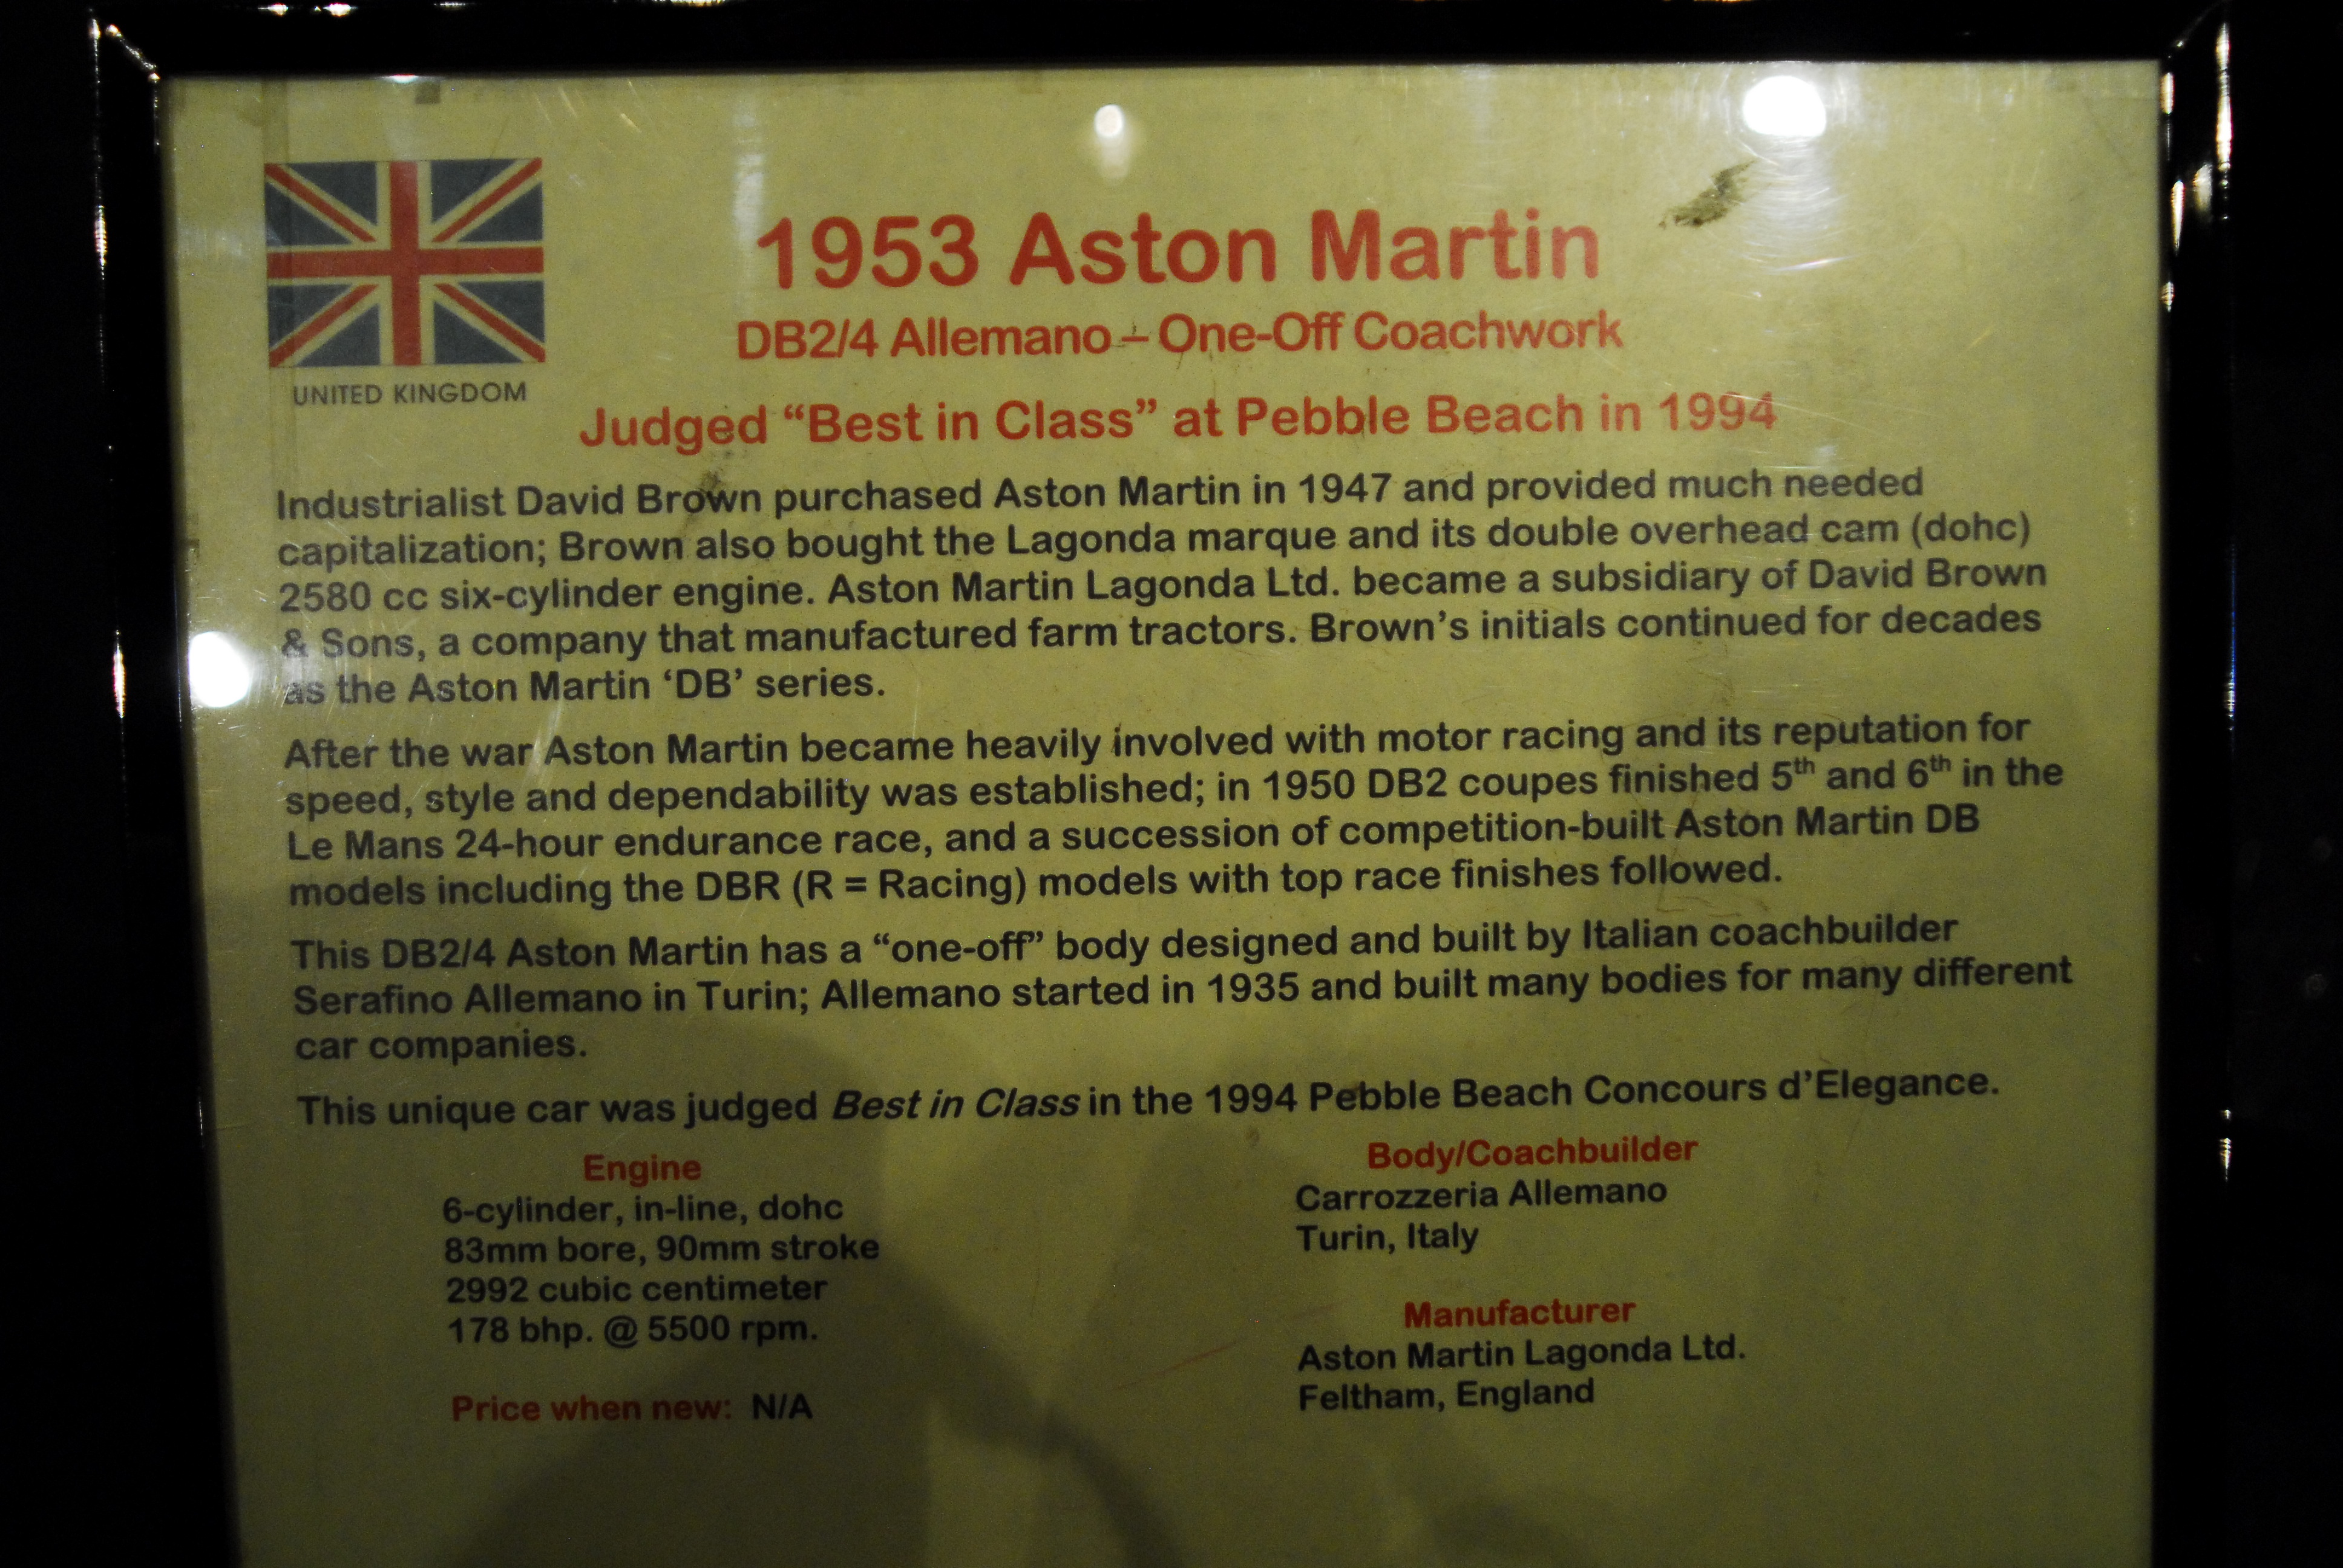 1953 Aston Martin
DB2/4 Allemano – One-Off Coachwork
UNITED KINGDOM
Judged “Best in Class” at Pebble Beach in 1994
Industrialist David Brown purchased Aston Martin in 1947 and provided much needed
capitalization; Brown also bought the Lagonda marque and its double overhead cam (dohc)
2580 cc six-cylinder engine. Aston Martin Lagonda Ltd. became a subsidiary of David Brown
& Sons, a company that manufactured farm tractors. Brown’s initials continued for decades
as the Aston Martin ‘DB’ series.
After the war Aston Martin became heavily involved with motor racing and its reputation for
speed, style and dependability was established; in 1950 DB2 coupes finished 5th and 6th in the
Le Mans 24-hour endurance race, and a succession of competition-built Aston Martin DB
models including the DBR (R = Racing) models with top race finishes followed.
This DB2/4 Aston Martin has a “one-off” body designed and built by Italian coachbuilder
Serafino Allemano in Turin; Allemano started in 1935 and built many bodies for many different
car companies.
This unique car was judged Best in Class in the 1994 Pebble Beach Concours d’Elegance.
Engine
6-cylinder, in-line, dohc
83mm bore, 90mm stroke
2992 cubic centimeter
178 bhp. @ 5500 rpm.
Price when new: N/A
Body/Coachbuilder
Carrozzeria Allemano
Turin, Italy
Manufacturer
Aston Martin Lagonda Ltd.
Feltham, England